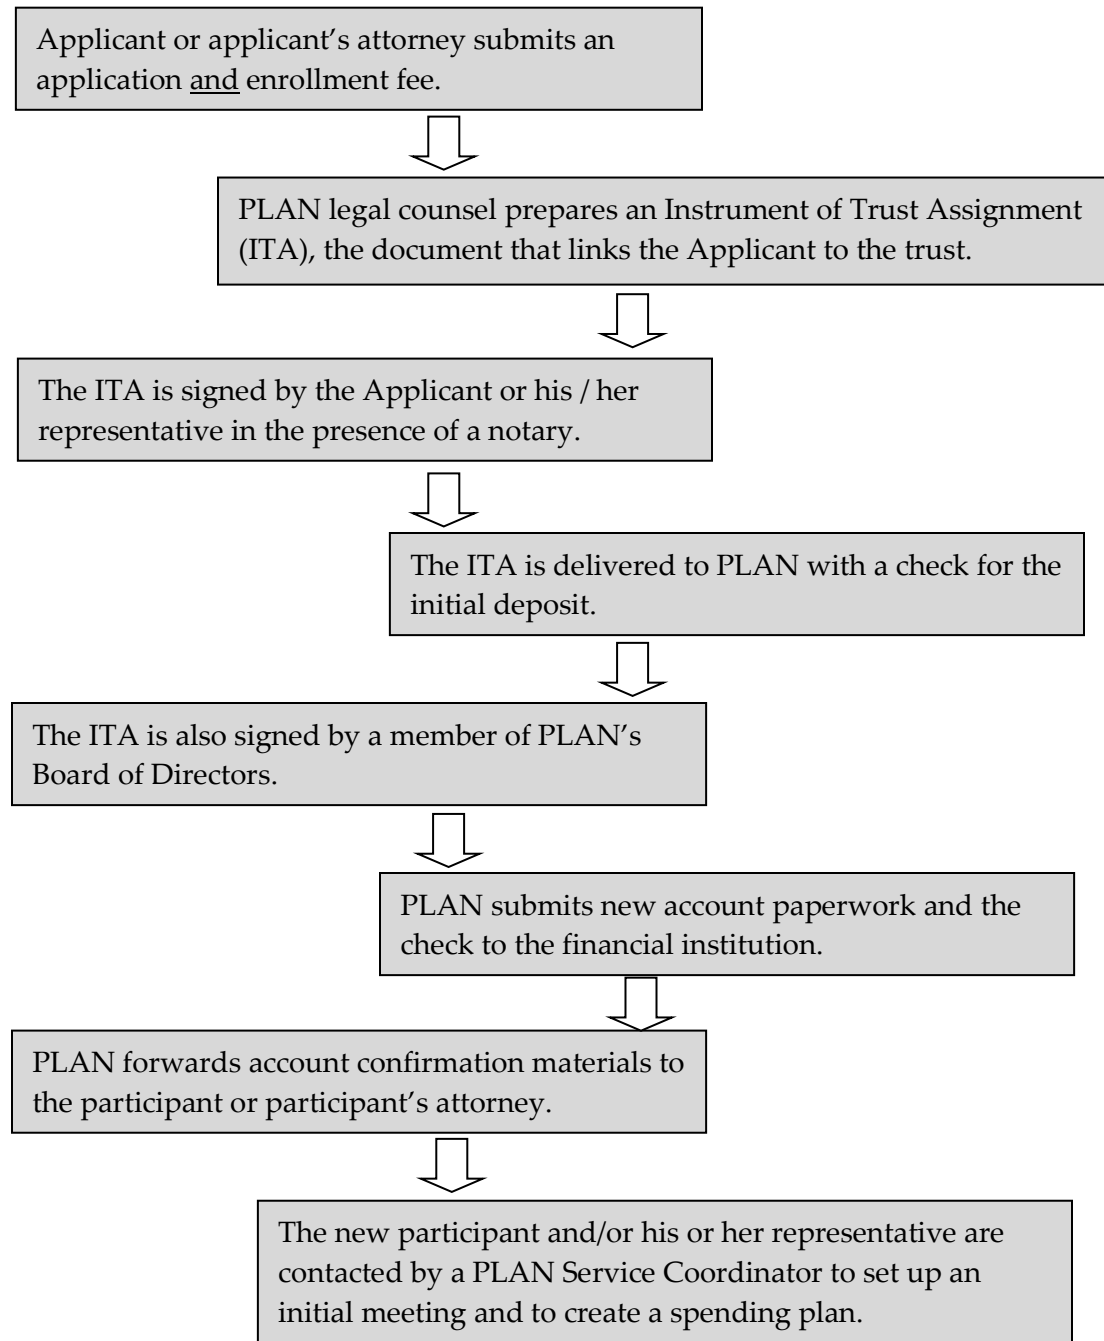 Applicant or applicant’s attorney submits an
application and enrollment fee.
PLAN legal counsel prepares an Instrument of Trust Assignment
(ITA), the document that links the Applicant to the trust.
The ITA is signed by the Applicant or his / her
representative in the presence of a notary.
The ITA is delivered to PLAN with a check for the
initial deposit.
The ITA is also signed by a member of PLAN’s
Board of Directors.
PLAN submits new account paperwork and the
check to the financial institution.
PLAN forwards account confirmation materials to
the participant or participant’s attorney.
The new participant and/or his or her representative are
contacted by a PLAN Service Coordinator to set up an
initial meeting and to create a spending plan.